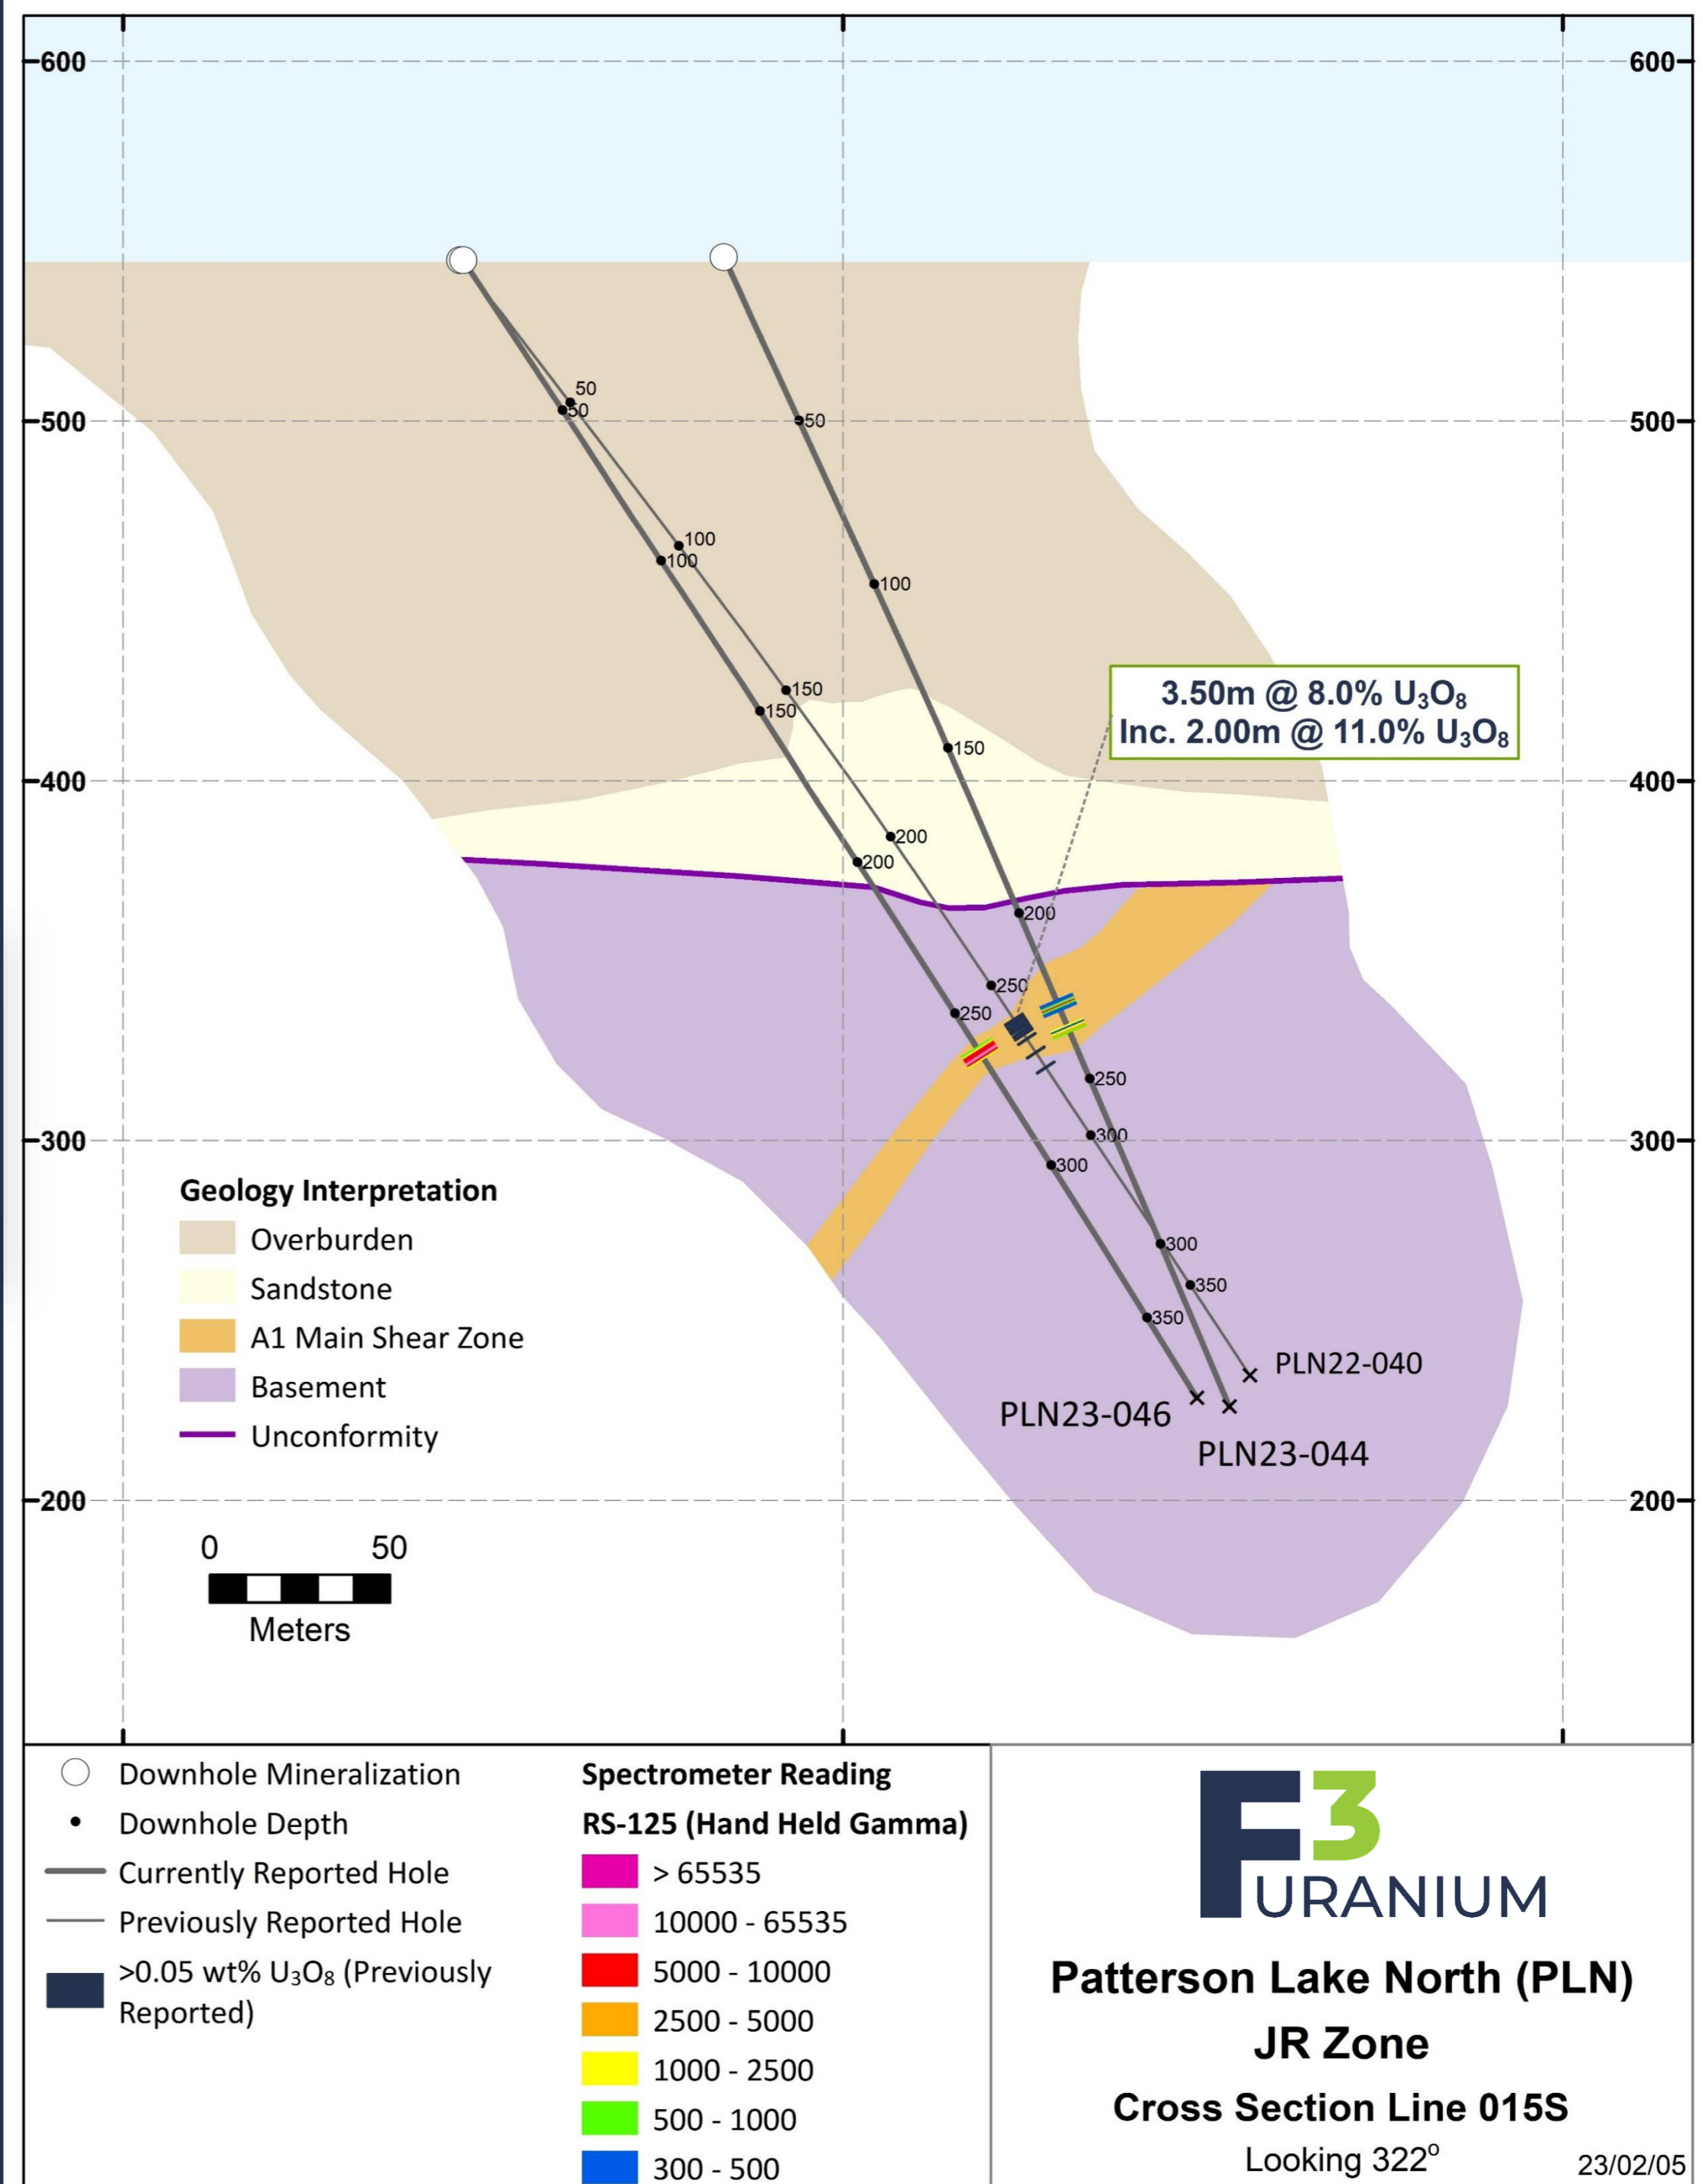 600
600
50
50
50
500
500
100
100
100
3.50m @ 8.0% U₃O₈
Inc. 2.00m @ 11.0% U₃O₈
150
150
150
400
400
200
200
200
250
250
250
300
300
300
300
Geology Interpretation
Overburden
Sandstone
A1 Main Shear Zone
Basement
Unconformity
300
350
350
PLN22-040
PLN23-046
PLN23-044
200
200
0 50
Meters
Downhole Mineralization
Downhole Depth
Currently Reported Hole
Previously Reported Hole
>0.05 wt% U₃O₈ (Previously
Reported)
Spectrometer Reading
RS-125 (Hand Held Gamma)
> 65535
10000 - 65535
5000 - 10000
2500 - 5000
1000 - 2500
500 - 1000
300 - 500
F3
URANIUM
Patterson Lake North (PLN)
JR Zone
Cross Section Line 015S
Looking 322°
23/02/05